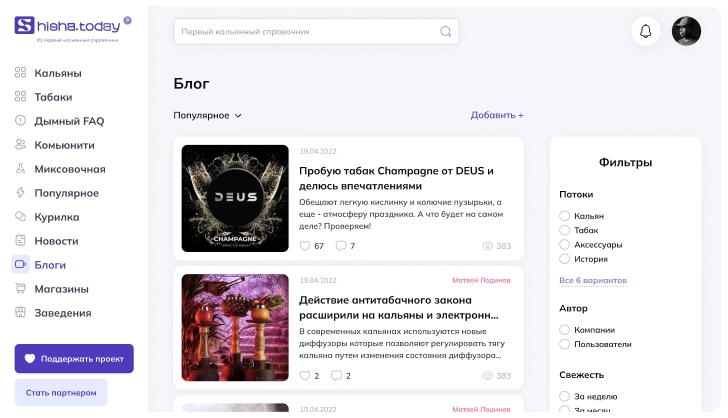 Shisha.today
β
#1 первый кальянный справочник
Кальяны
Табаки
Дымный FAQ
Комьюнити
Миксовочная
Популярное
Курилка
Новости
Блоги
Магазины
Заведения
Поддержать проект
Стать партнером
Первый кальянный справочник
Блог
Популярное
Добавить +
19.04.2022
Пробую табак Champagne от DEUS и
делюсь впечатлениями
Обещают легкую кислинку и колючие пузырьки, а
еще - атмосферу праздника. А что будет на самом
деле? Проверяем!
67
7
383
DEUS
CHAMPAGNE
19.04.2022
Матвей Лодинов
Действие антитабачного закона
расширили на кальяны и электронн...
В современных кальянах используются новые
диффузоры которые позволяют регулировать тягу
кальяна путем изменения состояния диффузора...
2
2
383
19.04.2022
Матвей Лодинов
Фильтры
Потоки
Кальян
Табак
Аксессуары
История
Все 6 вариантов
Автор
Компании
Пользователи
Свежесть
За неделю
За месяц